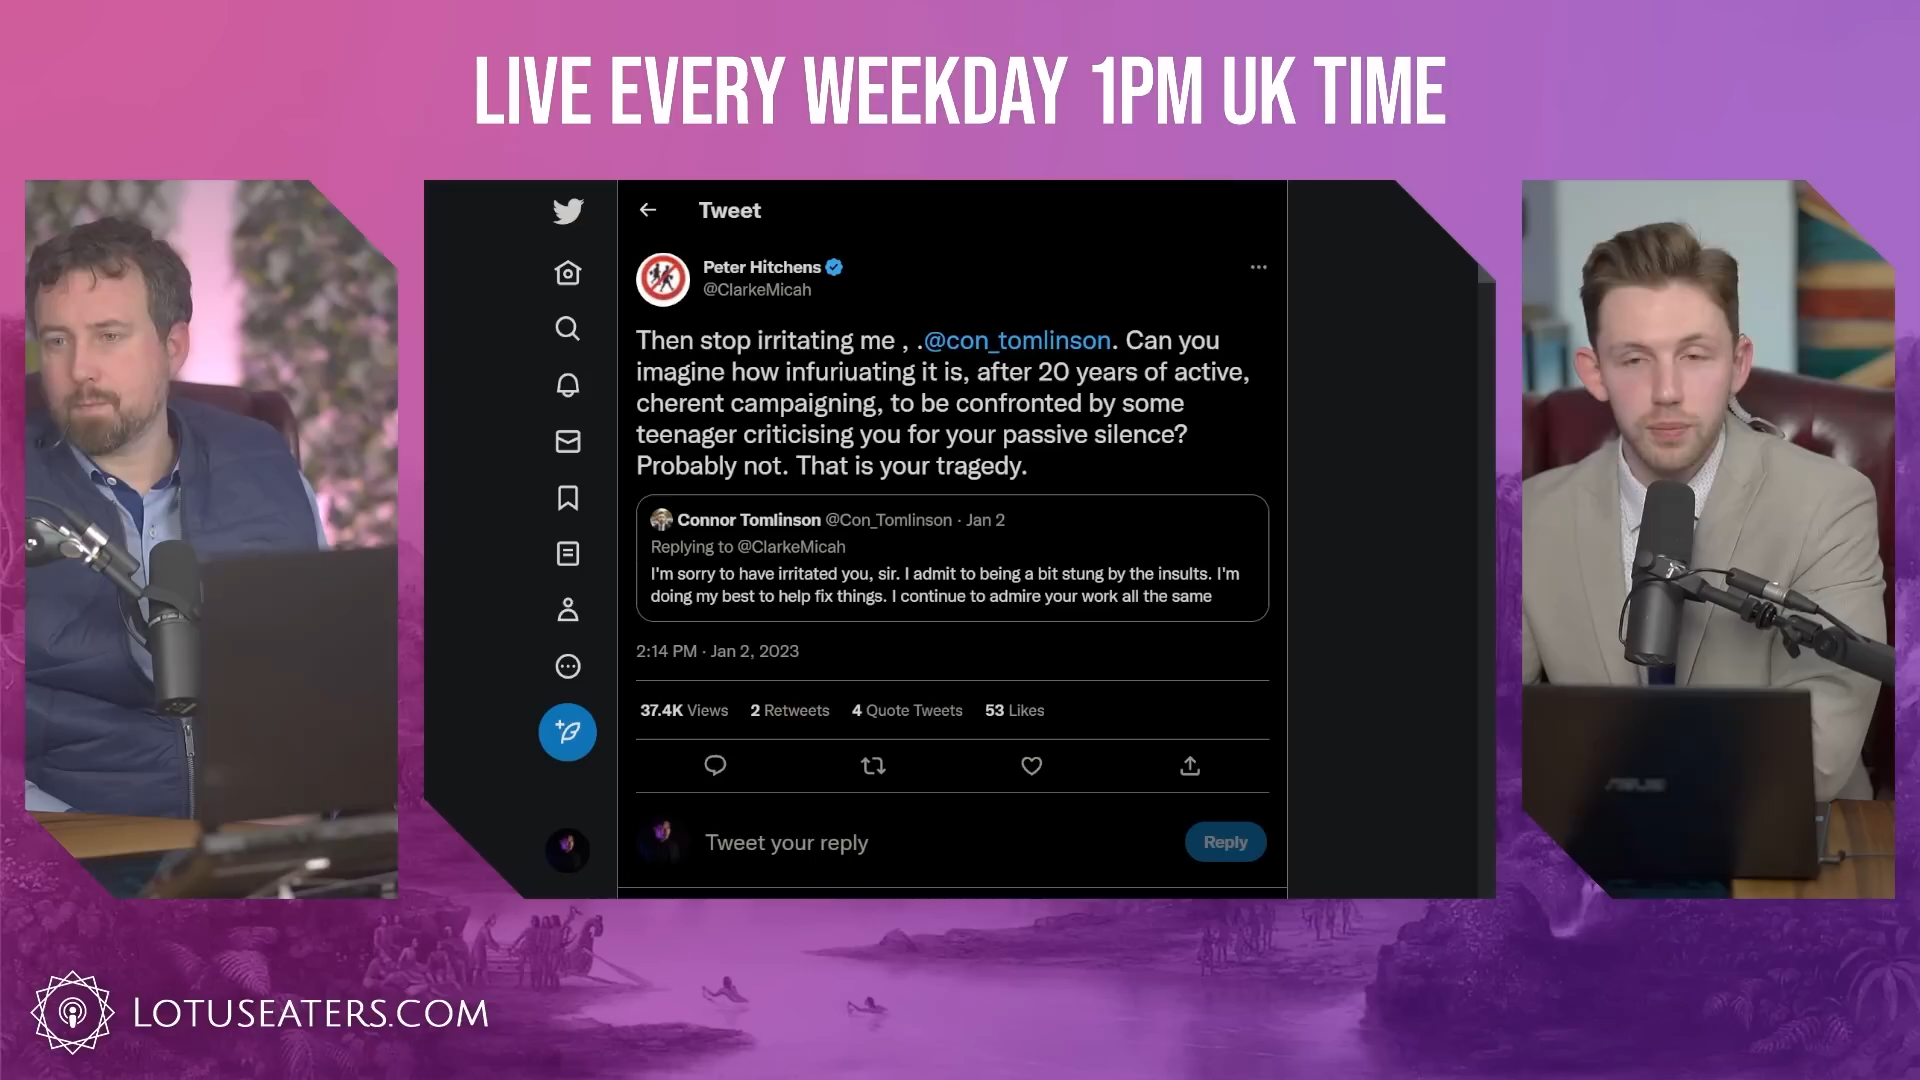 LIVE EVERY WEEKDAY 1PM UK TIME
Tweet
Peter Hitchens
@ClarkeMicah
Then stop irritating me , .@con_tomlinson. Can you
imagine how infuriuating it is, after 20 years of active,
cherent campaigning, to be confronted by some
teenager criticising you for your passive silence?
Probably not. That is your tragedy.
Connor Tomlinson @Con_Tomlinson · Jan 2
Replying to @ClarkeMicah
I'm sorry to have irritated you, sir. I admit to being a bit stung by the insults. I'm
doing my best to help fix things. I continue to admire your work all the same
2:14 PM · Jan 2, 2023
37.4K Views 2 Retweets 4 Quote Tweets 53 Likes
Tweet your reply
Reply
ASUS
LOTUSEATERS.COM